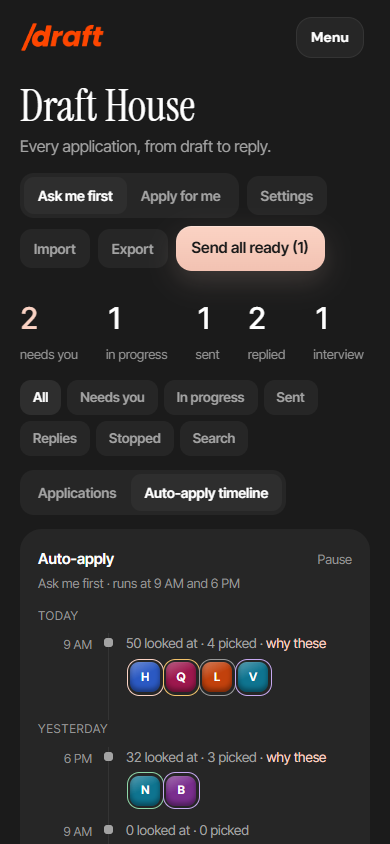 /draft
Menu
Draft House
Every application, from draft to reply.
Ask me first Apply for me Settings
Import Export Send all ready (1)
2 1 1 2 1
needs you in progress sent replied interview
All Needs you In progress Sent
Replies Stopped Search
Applications Auto-apply timeline
Auto-apply Pause
Ask me first · runs at 9 AM and 6 PM
TODAY
9 AM 50 looked at · 4 picked · why these
H Q L V
YESTERDAY
6 PM 32 looked at · 3 picked · why these
N B
9 AM 0 looked at · 0 picked